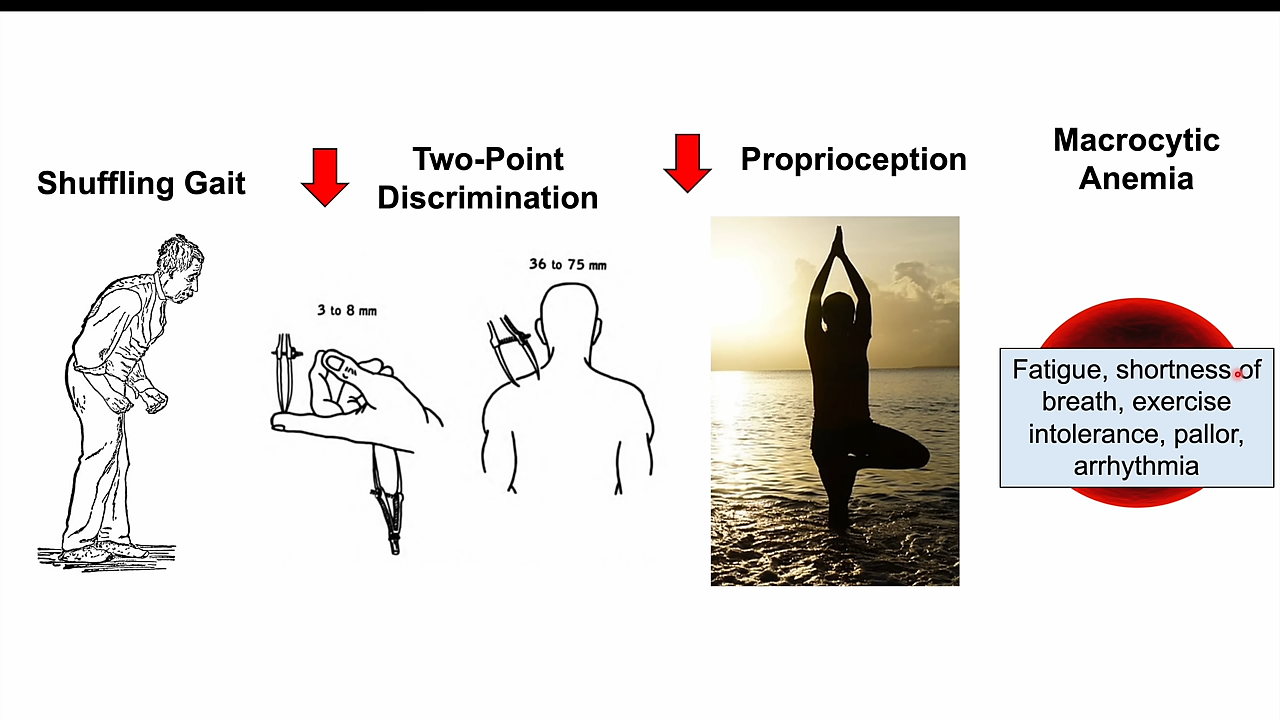 Shuffling Gait
Two-Point
Discrimination
3 to 8 mm
36 to 75 mm
Proprioception
Macrocytic
Anemia
Fatigue, shortness of
breath, exercise
intolerance, pallor,
arrhythmia